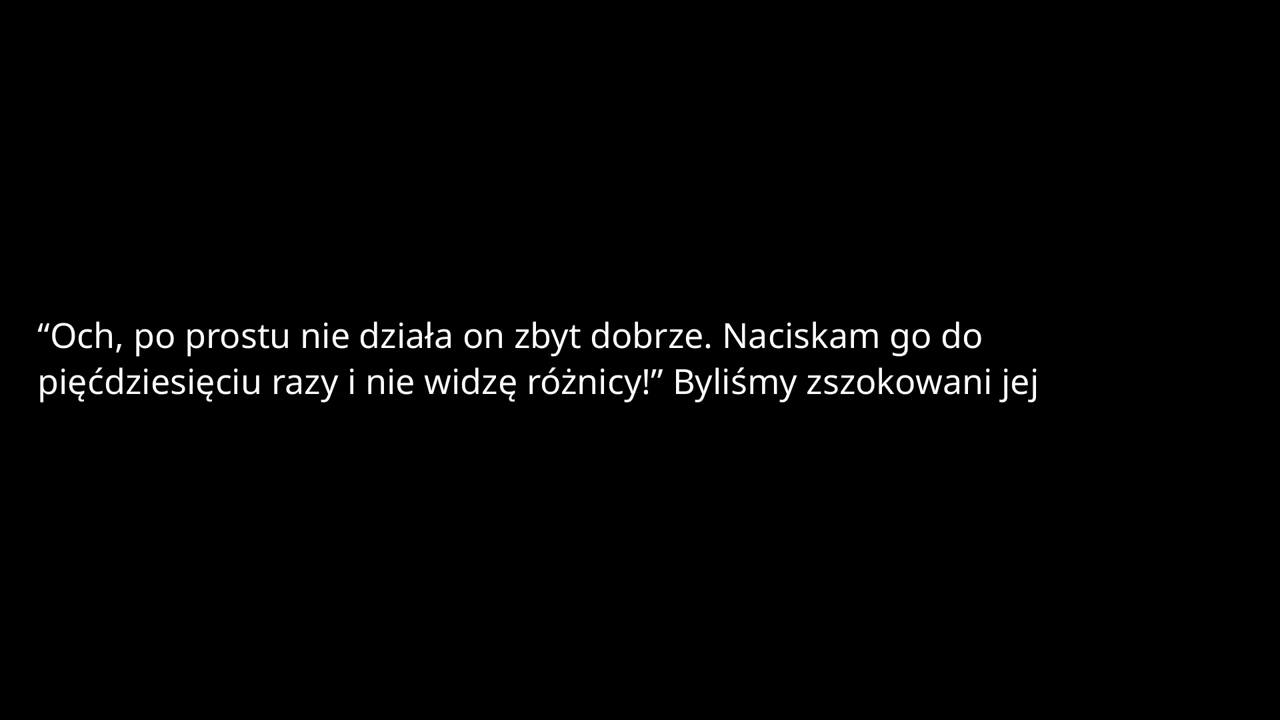 “Och, po prostu nie działa on zbyt dobrze. Naciskam go do
pięćdziesięciu razy i nie widzę różnicy!” Byliśmy zszokowani jej